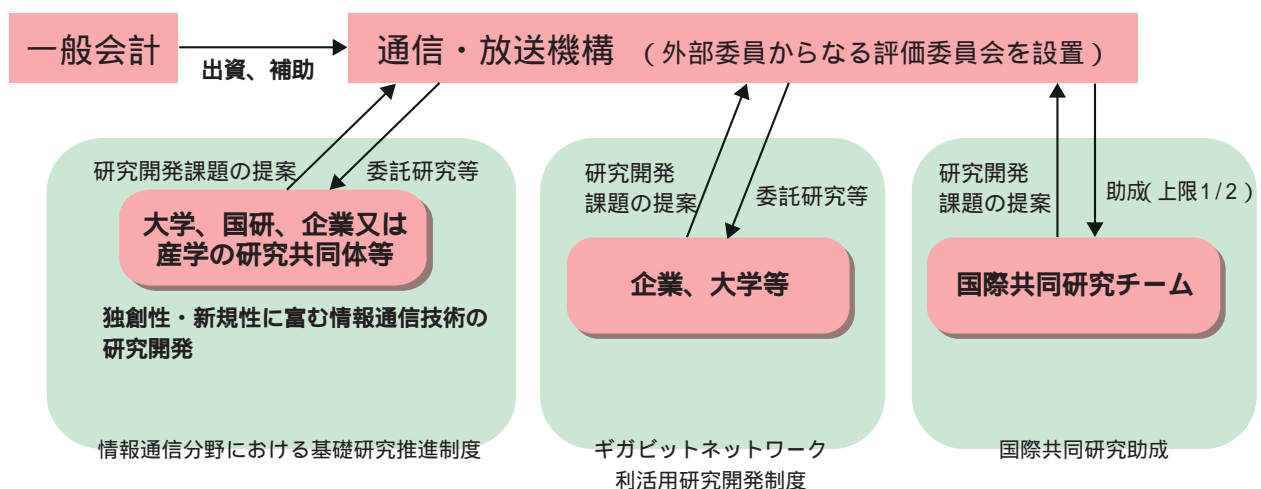 一般会計
出資、補助
通信・放送機構 (外部委員からなる評価委員会を設置)
研究開発課題の提案
委託研究等
大学、国研、企業又は
産学の研究共同体等
独創性・新規性に富む情報通信技術の
研究開発
情報通信分野における基礎研究推進制度
研究開発
課題の提案
委託研究等
企業、大学等
ギガビットネットワーク
利活用研究開発制度
研究開発
課題の提案
助成(上限1/2)
国際共同研究チーム
国際共同研究助成